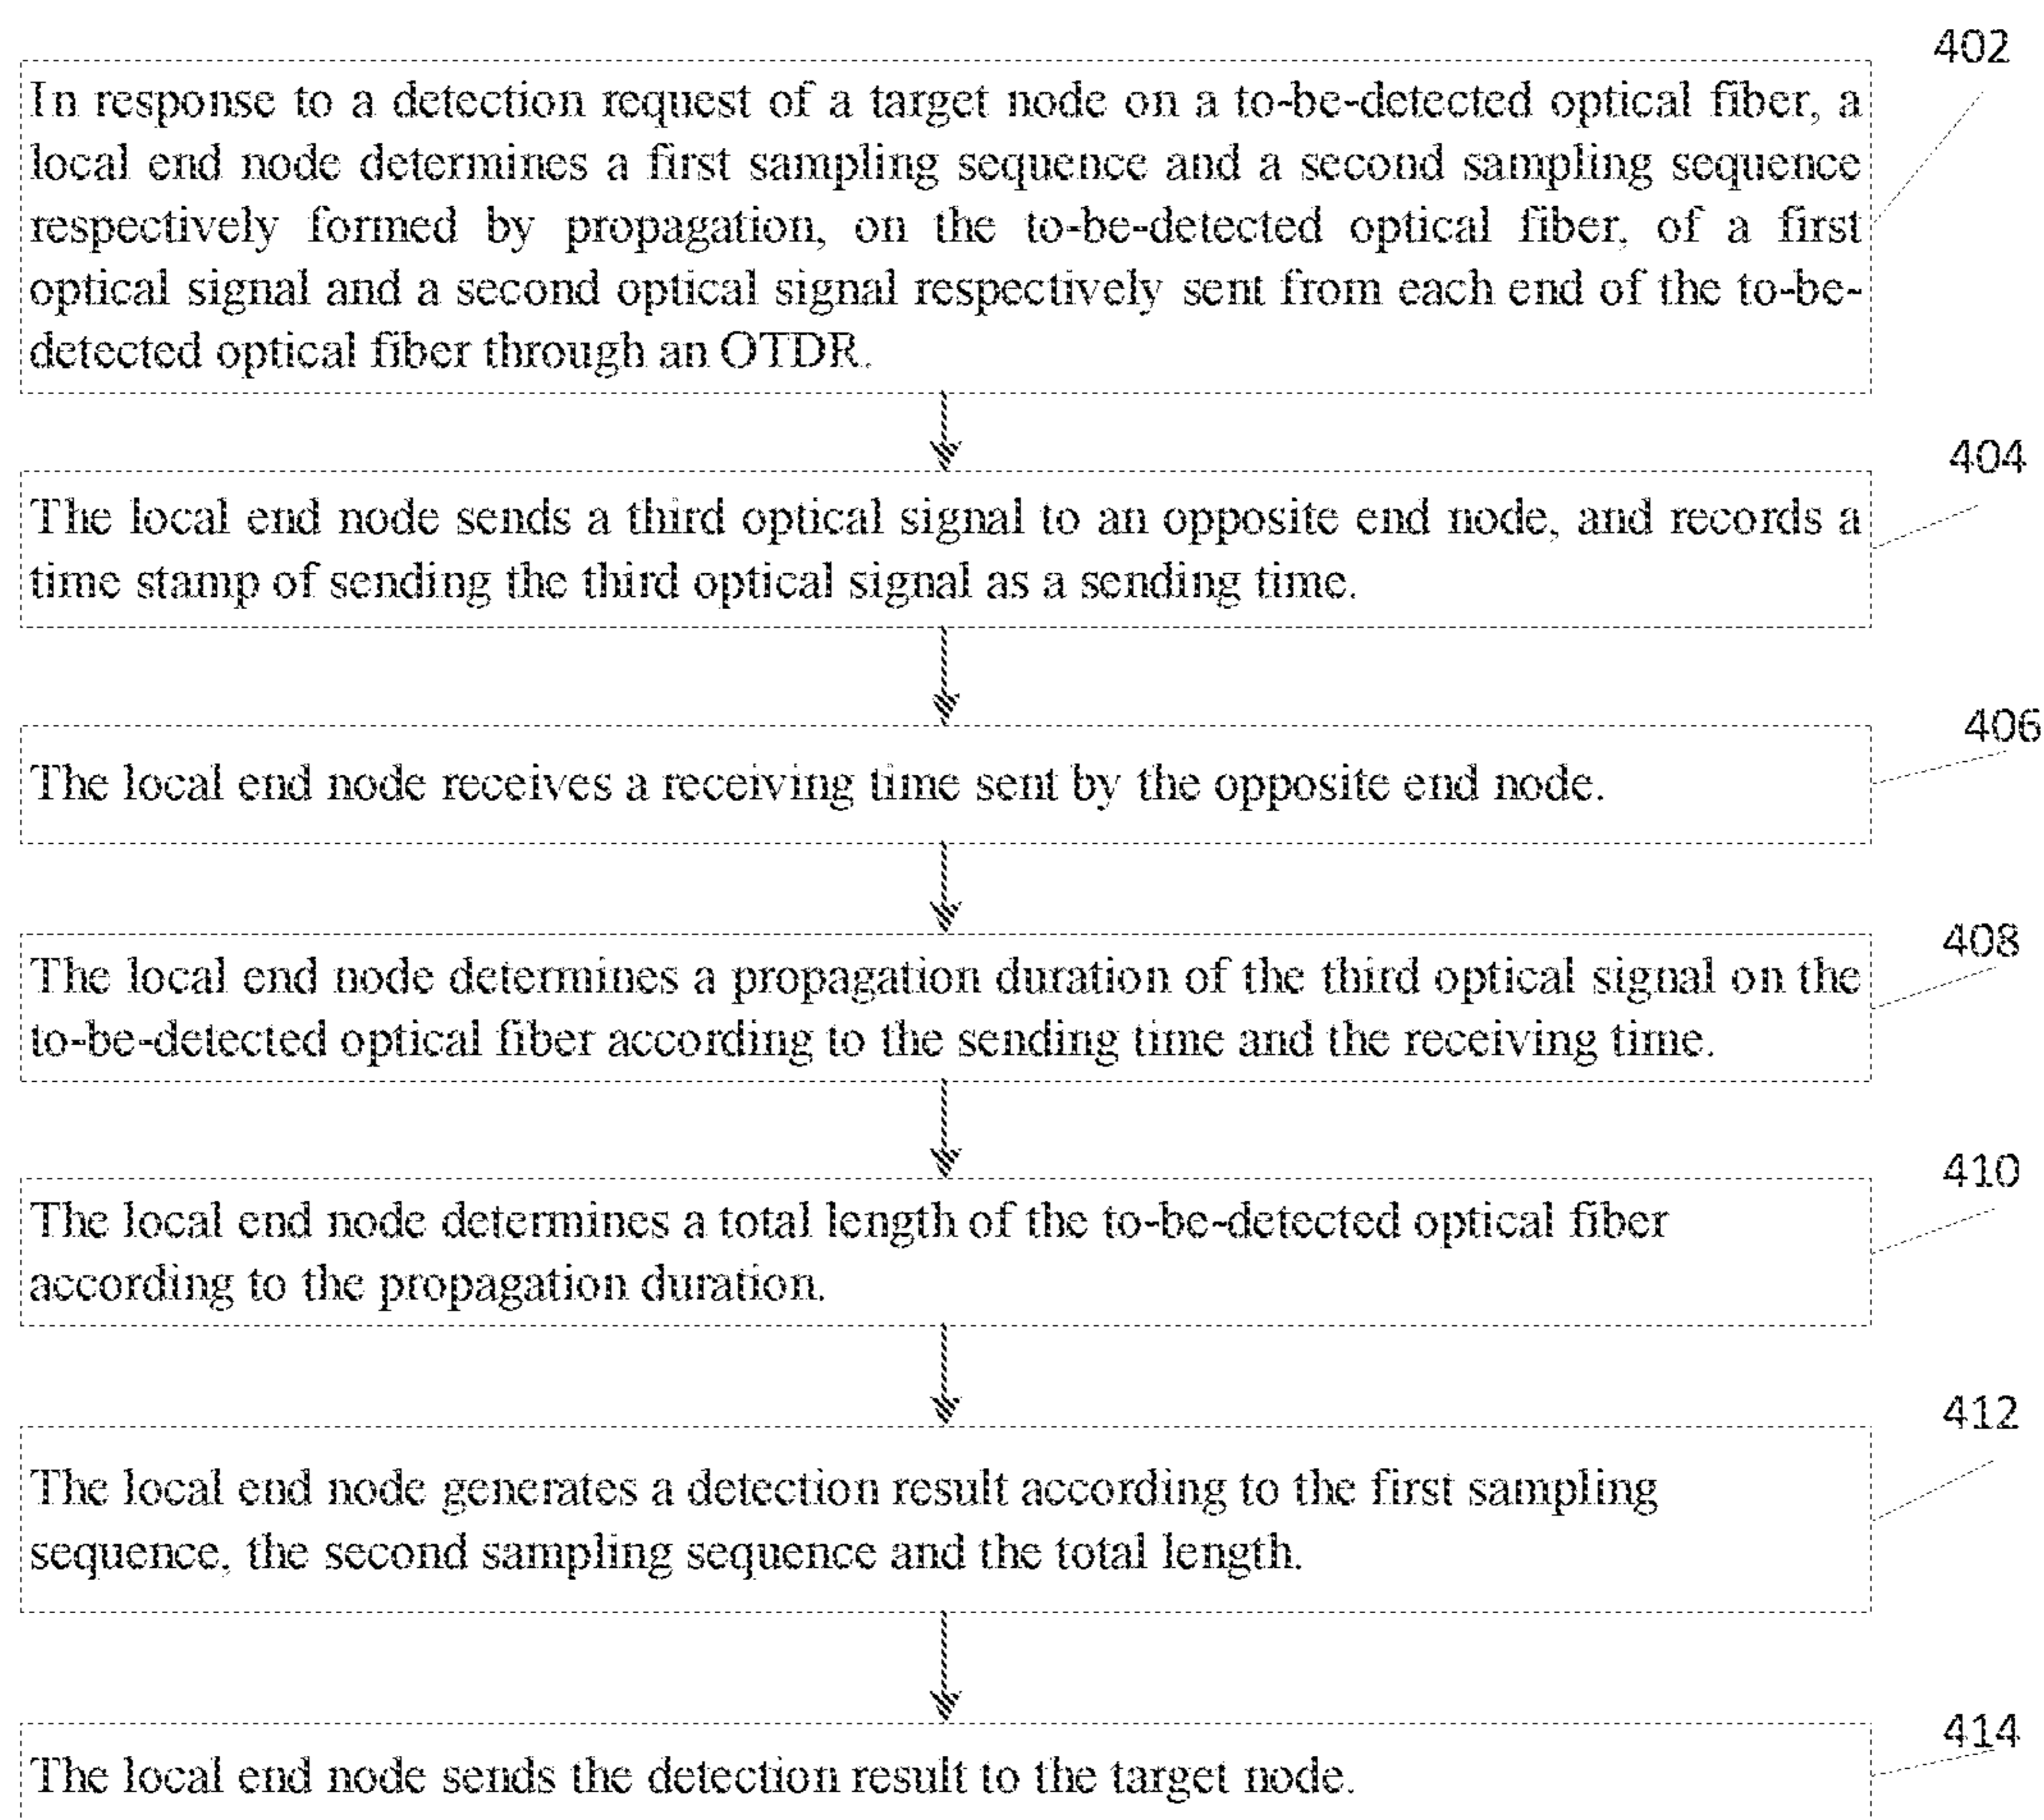 402
In response to a detection request of a target node on a to-be-detected optical fiber, a
local end node determines a first sampling sequence and a second sampling sequence
respectively formed by propagation, on the to-be-detected optical fiber, of a first
optical signal and a second optical signal respectively sent from each end of the to-be-
detected optical fiber through an OTDR.
404
The local end node sends a third optical signal to an opposite end node, and records a
time stamp of sending the third optical signal as a sending time.
406
The local end node receives a receiving time sent by the opposite end node.
408
The local end node determines a propagation duration of the third optical signal on the
to-be-detected optical fiber according to the sending time and the receiving time.
410
The local end node determines a total length of the to-be-detected optical fiber
according to the propagation duration.
412
The local end node generates a detection result according to the first sampling
sequence, the second sampling sequence and the total length.
414
The local end node sends the detection result to the target node.